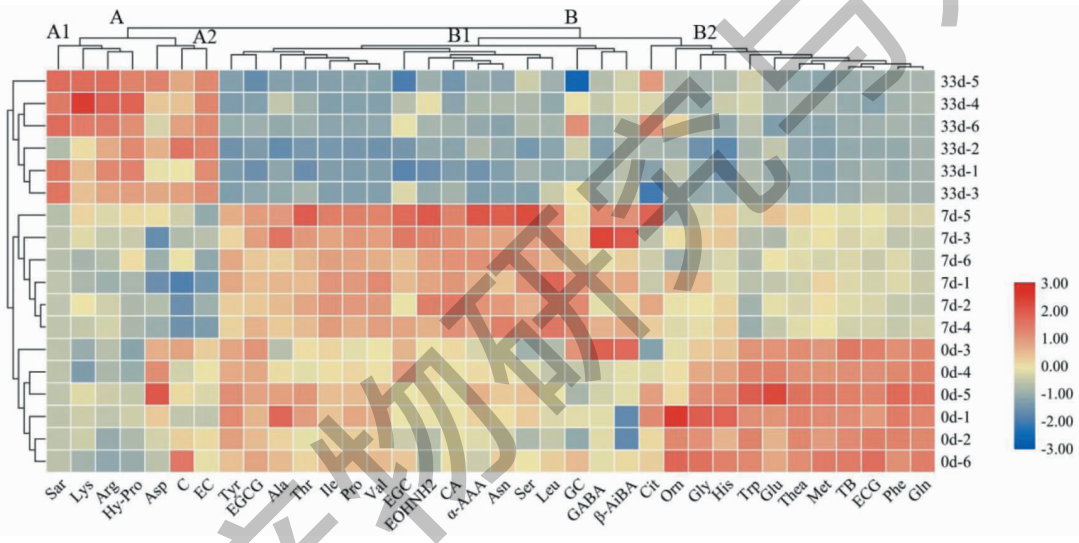 A B
A1 A2 B1 B2
33d-5
33d-4
33d-6
33d-2
33d-1
33d-3
7d-5
7d-3
7d-6
7d-1
7d-2
7d-4
0d-3
0d-4
0d-5
0d-1
0d-2
0d-6
3.00
2.00
1.00
0.00
-1.00
-2.00
-3.00
Sar Lys Arg Hy-Pro Asp C EC Tyr EGCG Ala Thr Ile Pro Val EGC EOHNH2 CA α-AAA Asn Ser Leu GC GABA β-AiBA Cit Orn Gly His Trp Glu Thea Met TB ECG Phe Gln
物研究